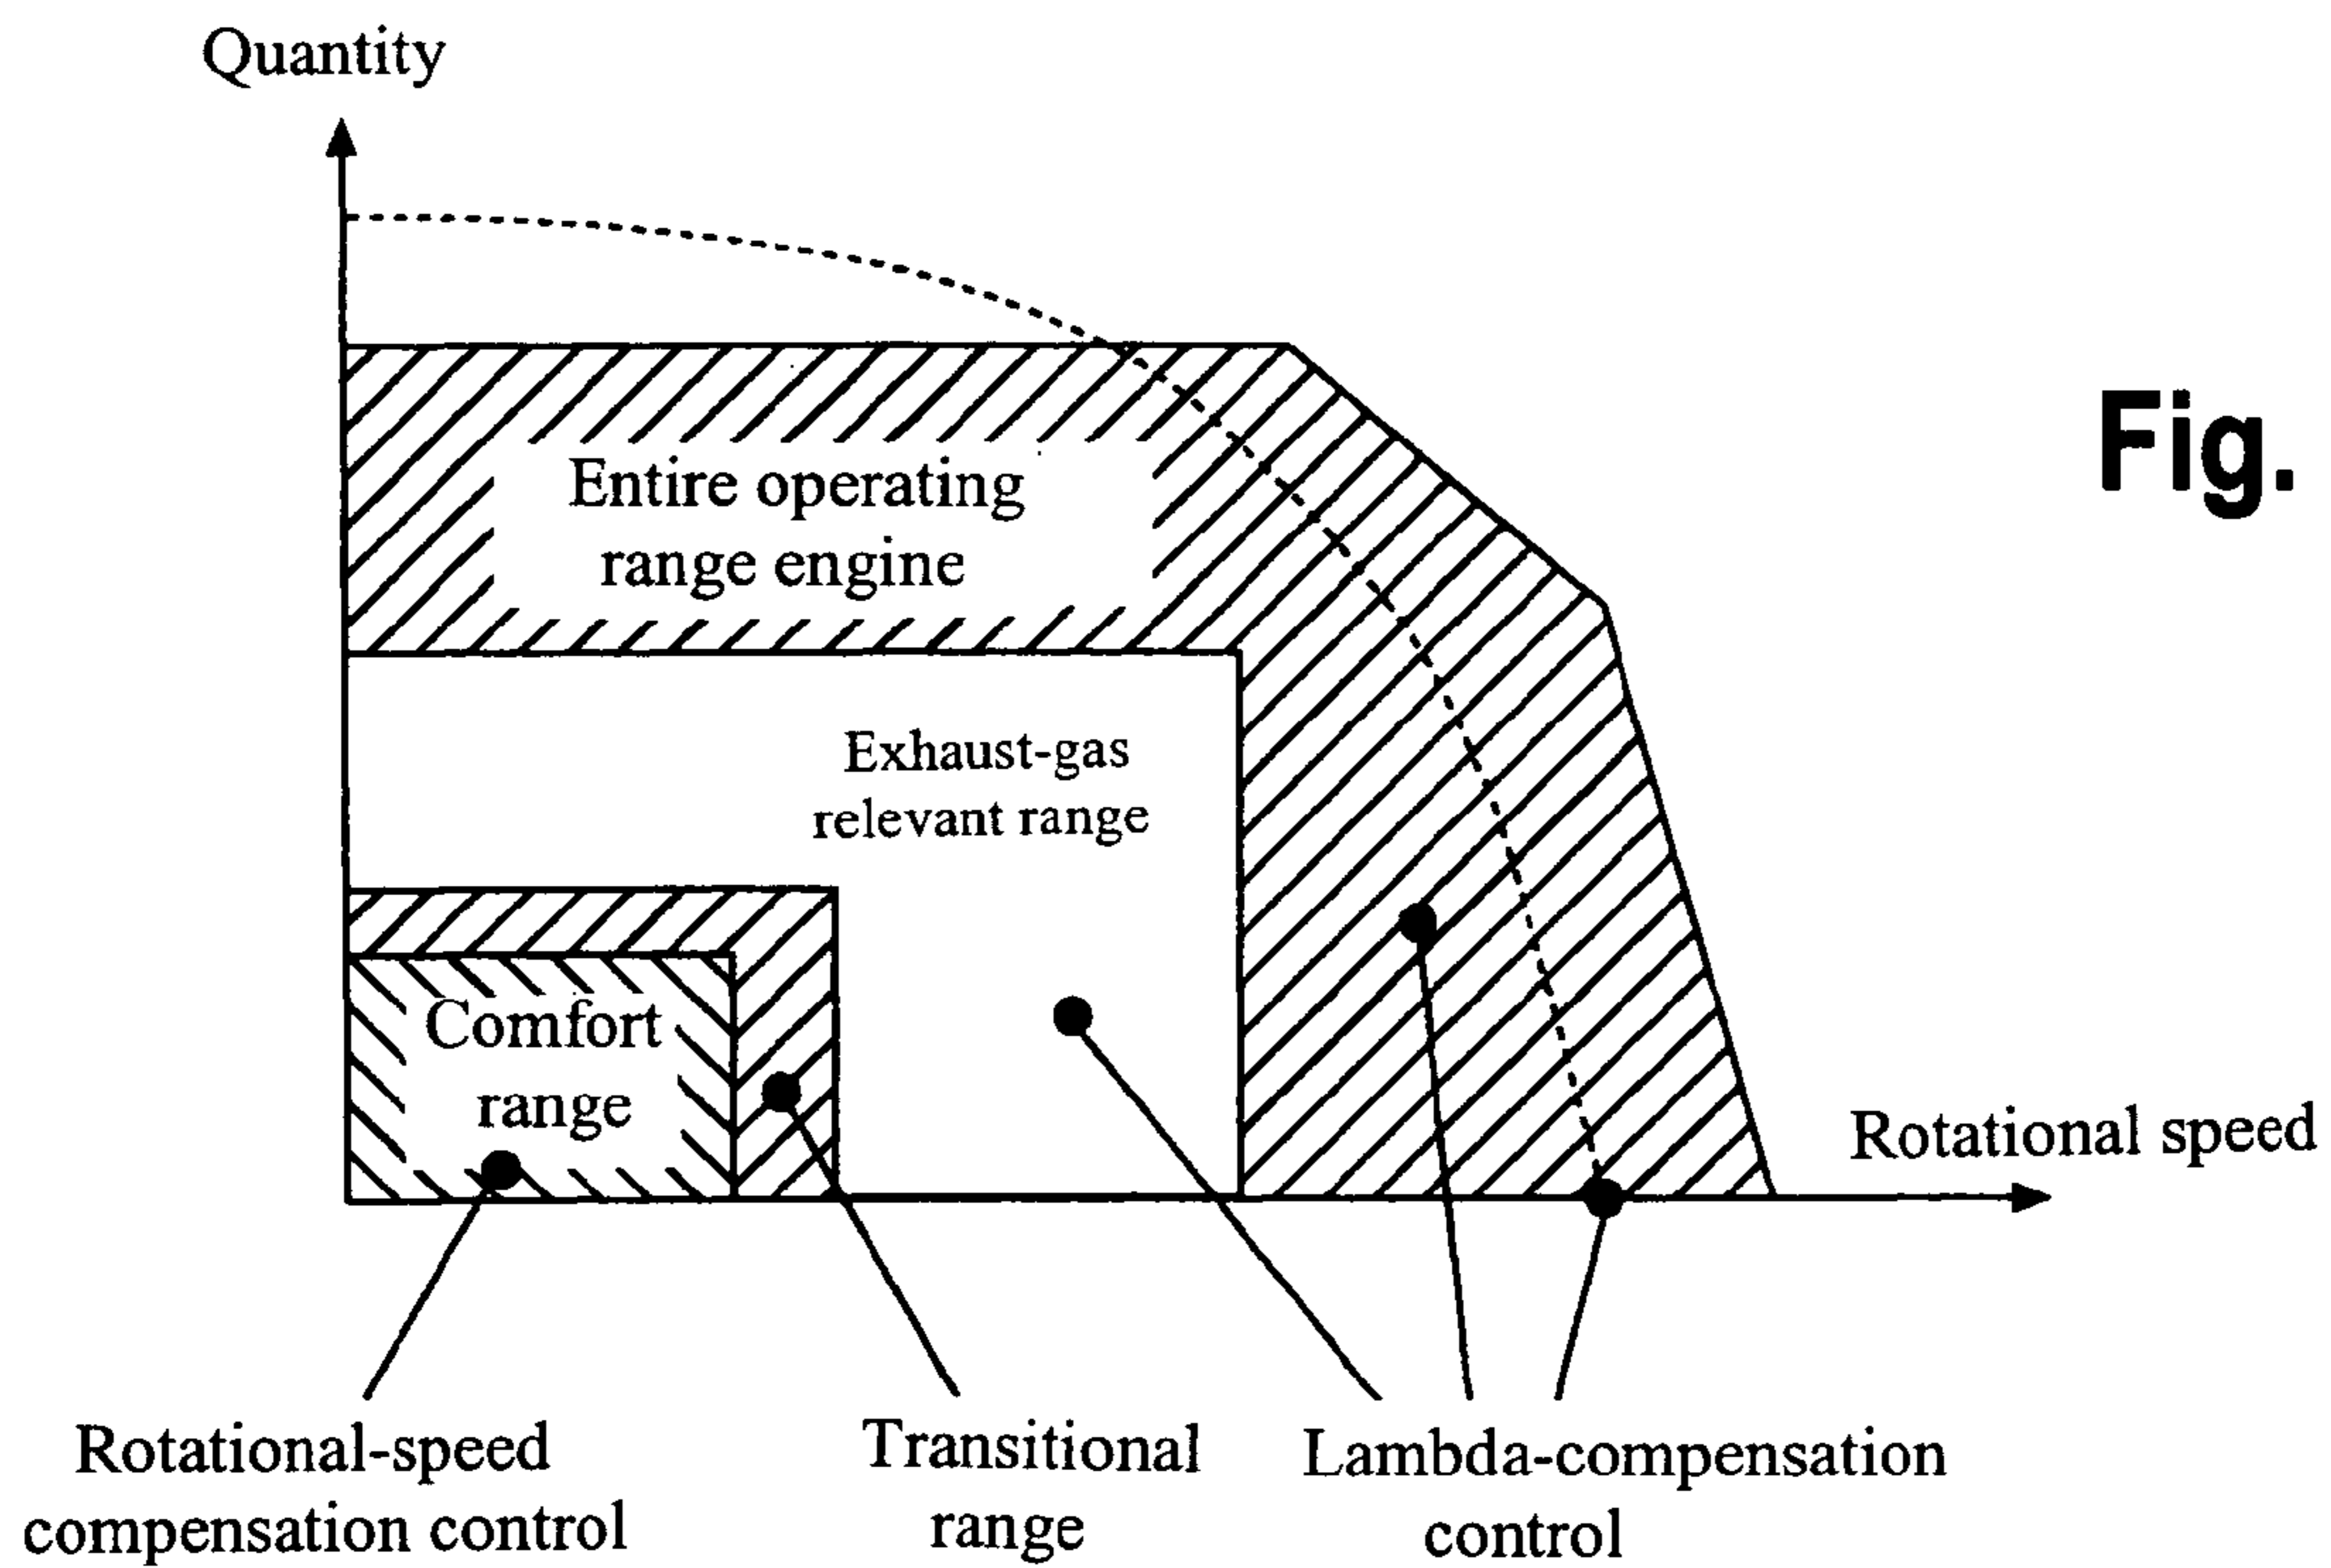 Quantity
Fig.
Entire operating
range engine
Exhaust-gas
relevant range
Comfort
range
Rotational speed
Rotational-speed
compensation control
Transitional
range
Lambda-compensation
control